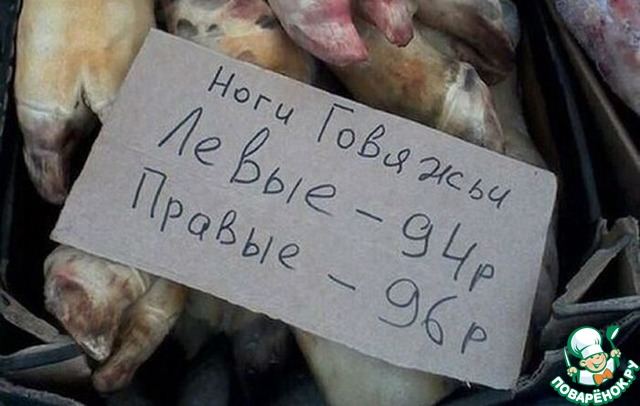 Ноги Говяжьи
Левые - 94р
Правые - 96р
ПОВАРЁНОК.РУ